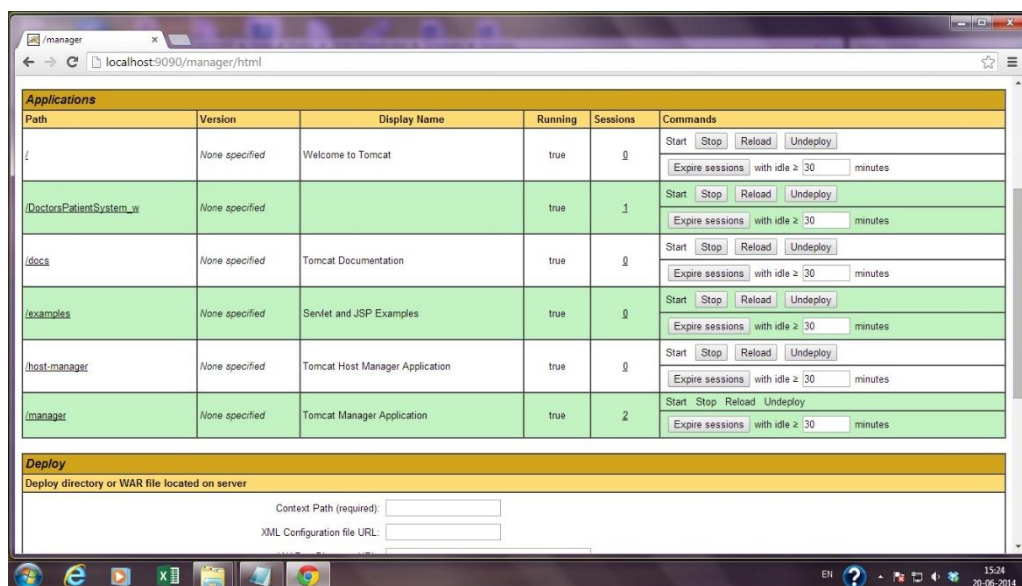 /manager
localhost:9090/manager/html
Applications
Path Version Display Name Running Sessions Commands
/ None specified Welcome to Tomcat true 0 Start Stop Reload Undeploy
Expire sessions with idle ≥ 30 minutes
/DoctorsPatientSystem_w None specified true 1 Start Stop Reload Undeploy
Expire sessions with idle ≥ 30 minutes
/docs None specified Tomcat Documentation true 0 Start Stop Reload Undeploy
Expire sessions with idle ≥ 30 minutes
/examples None specified Servlet and JSP Examples true 0 Start Stop Reload Undeploy
Expire sessions with idle ≥ 30 minutes
/host-manager None specified Tomcat Host Manager Application true 0 Start Stop Reload Undeploy
Expire sessions with idle ≥ 30 minutes
/manager None specified Tomcat Manager Application true 2 Start Stop Reload Undeploy
Expire sessions with idle ≥ 30 minutes
Deploy
Deploy directory or WAR file located on server
Context Path (required):
XML Configuration file URL:
EN 15:24
20-06-2014